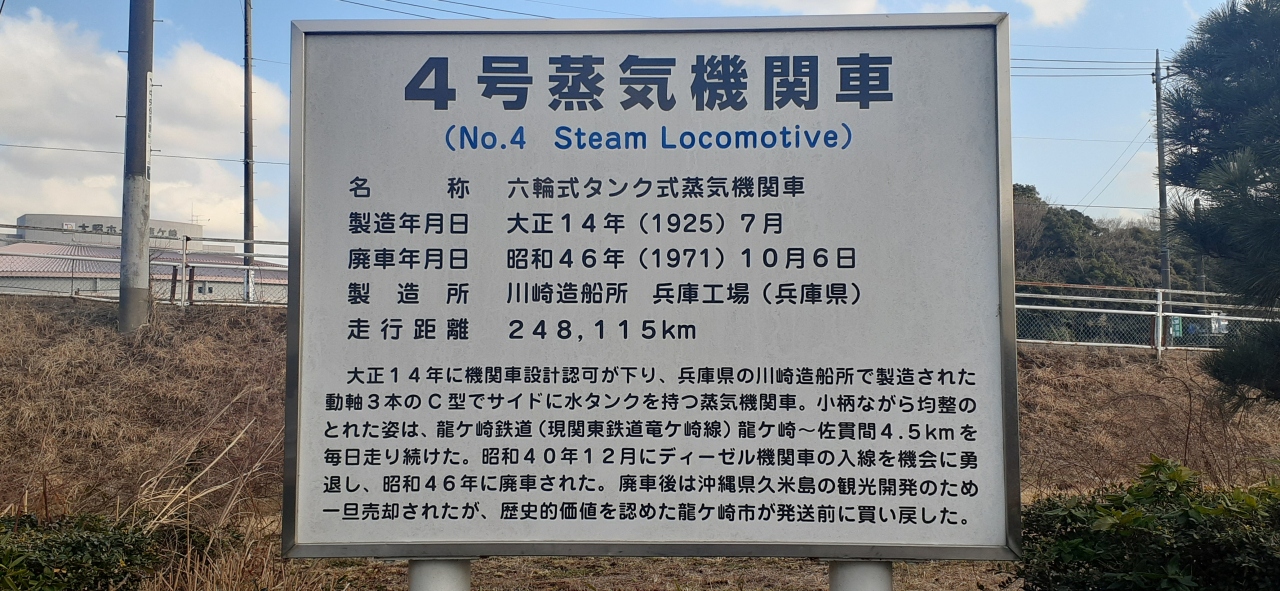 4号蒸気機関車
(No.4 Steam Locomotive)
名称 六輪式タンク式蒸気機関車
製造年月日 大正14年(1925)7月
廃車年月日 昭和46年(1971)10月6日
製造所 川崎造船所 兵庫工場(兵庫県)
走行距離 248,115km
大正14年に機関車設計認可が下り、兵庫県の川崎造船所で製造された
動軸3本のC型でサイドに水タンクを持つ蒸気機関車。小柄ながら均整の
とれた姿は、龍ケ崎鉄道(現関東鉄道竜ケ崎線)龍ケ崎～佐貫間4.5kmを
毎日走り続けた。昭和40年12月にディーゼル機関車の入線を機会に勇
退し、昭和46年に廃車された。廃車後は沖縄県久米島の観光開発のため
一旦売却されたが、歴史的価値を認めた龍ケ崎市が発送前に買い戻した。